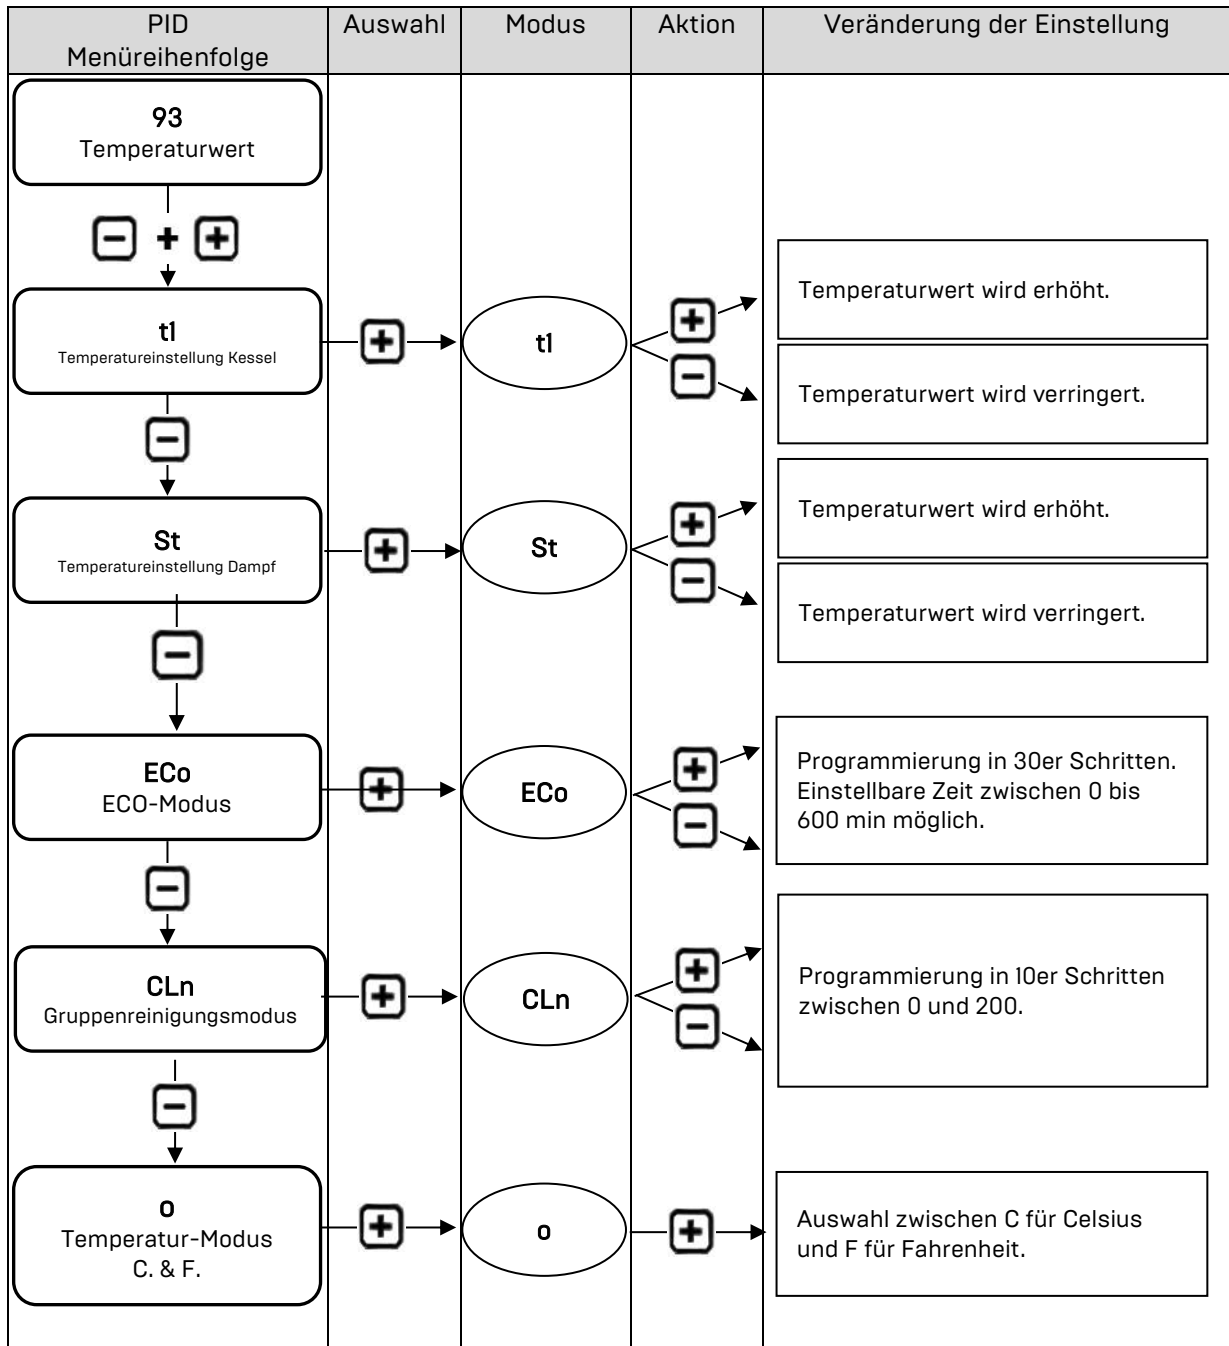 PID
Menüreihenfolge
Auswahl
Modus
Aktion
Veränderung der Einstellung
93
Temperaturwert
- + +
t1
Temperatureinstellung Kessel
+
t1
+
-
Temperaturwert wird erhöht.
Temperaturwert wird verringert.
-
St
Temperatureinstellung Dampf
+
St
+
-
Temperaturwert wird erhöht.
Temperaturwert wird verringert.
-
ECo
ECO-Modus
+
ECo
+
-
Programmierung in 30er Schritten.
Einstellbare Zeit zwischen 0 bis
600 min möglich.
-
CLn
Gruppenreinigungsmodus
+
CLn
+
-
Programmierung in 10er Schritten
zwischen 0 und 200.
-
o
Temperatur-Modus
C. & F.
+
o
+
Auswahl zwischen C für Celsius
und F für Fahrenheit.